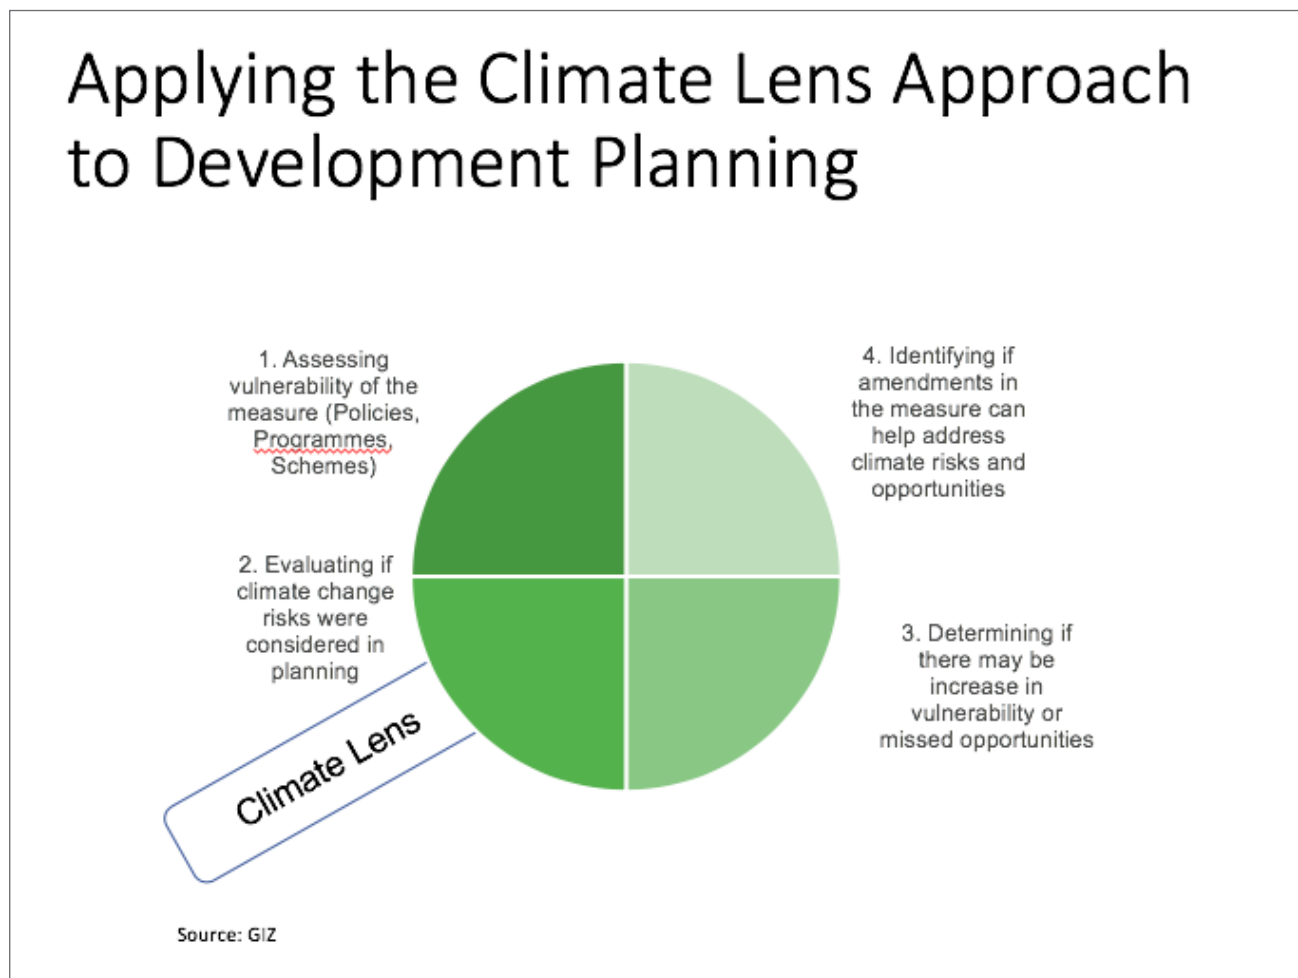 Applying the Climate Lens Approach
to Development Planning
1. Assessing
vulnerability of the
measure (Policies,
Programmes,
Schemes)
2. Evaluating if
climate change
risks were
considered in
planning
3. Determining if
there may be
increase in
vulnerability or
missed opportunities
4. Identifying if
amendments in
the measure can
help address
climate risks and
opportunities
Climate Lens
Source: GIZ